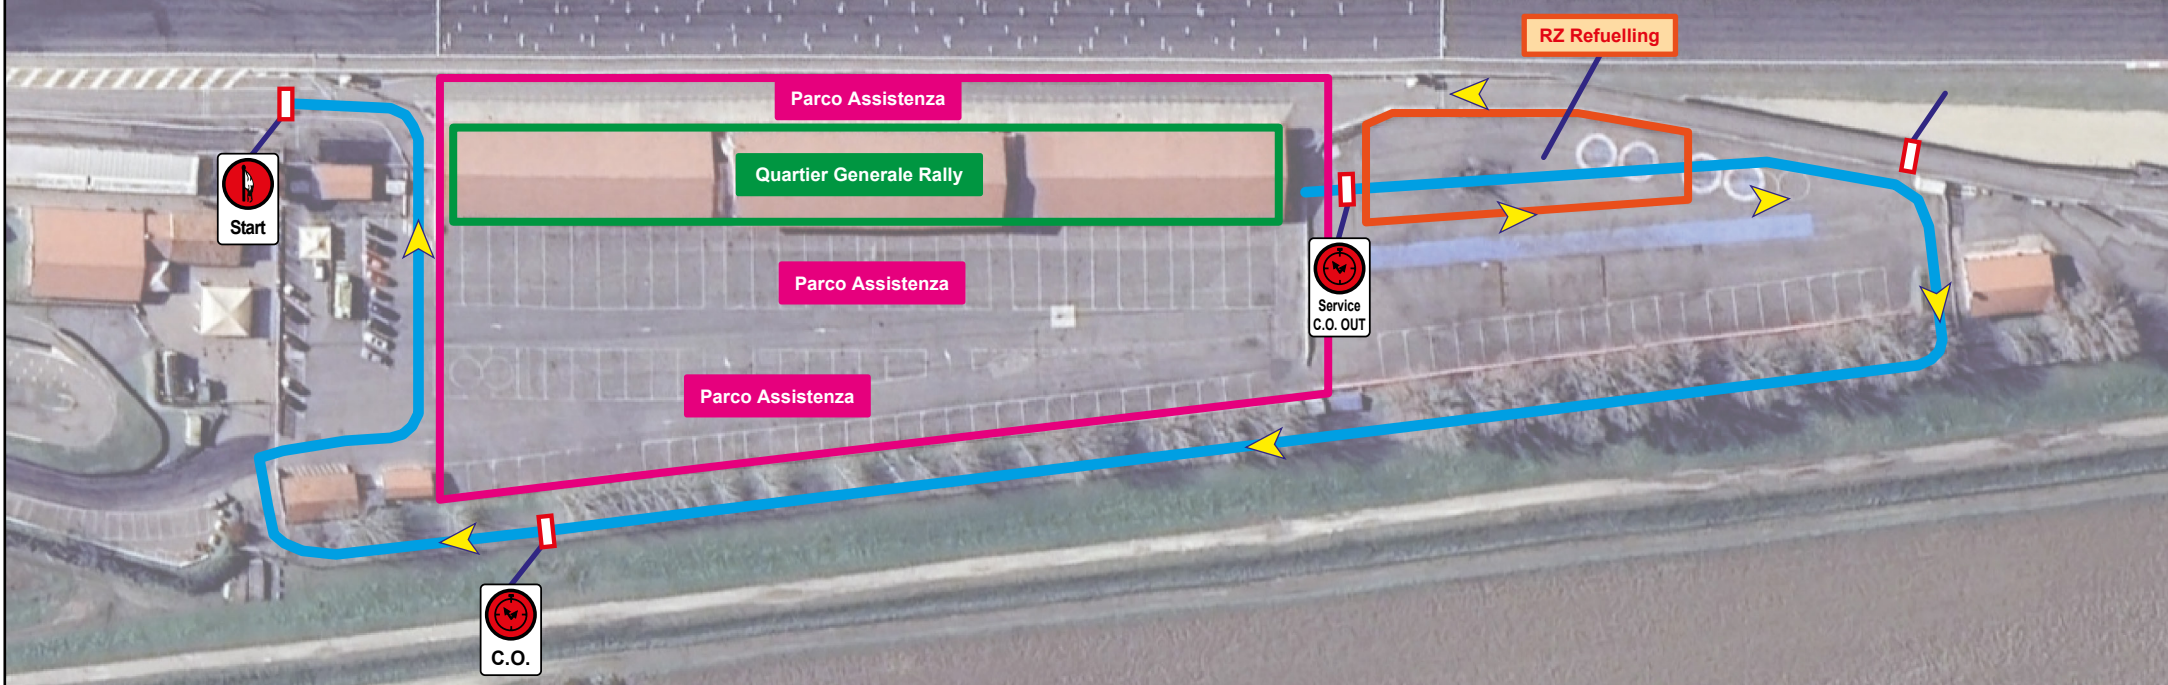 RZ Refuelling
Parco Assistenza
Quartier Generale Rally
Start
Parco Assistenza
Service
C.O. OUT
Parco Assistenza
C.O.